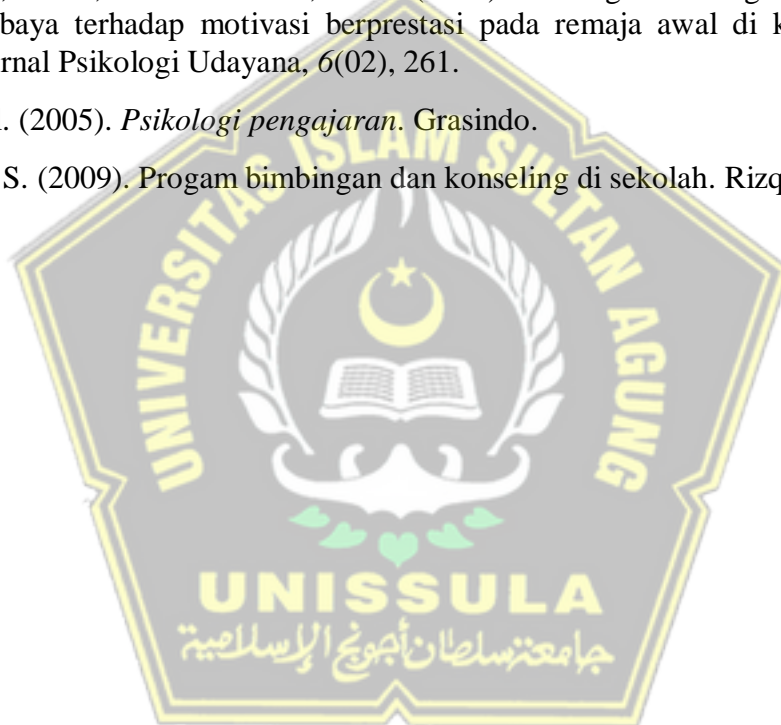 baya terhadap motivasi berprestasi pada remaja awal di
rnal Psikologi Udayana, 6(02), 261.
. (2005). Psikologi pengajaran. Grasindo.
S. (2009). Progam bimbingan dan konseling di sekolah. Rizq
UNIVERSITAS ISLAM SULTAN AGUNG
UNISSULA
جامعة سلطان أجونج الإسلامية